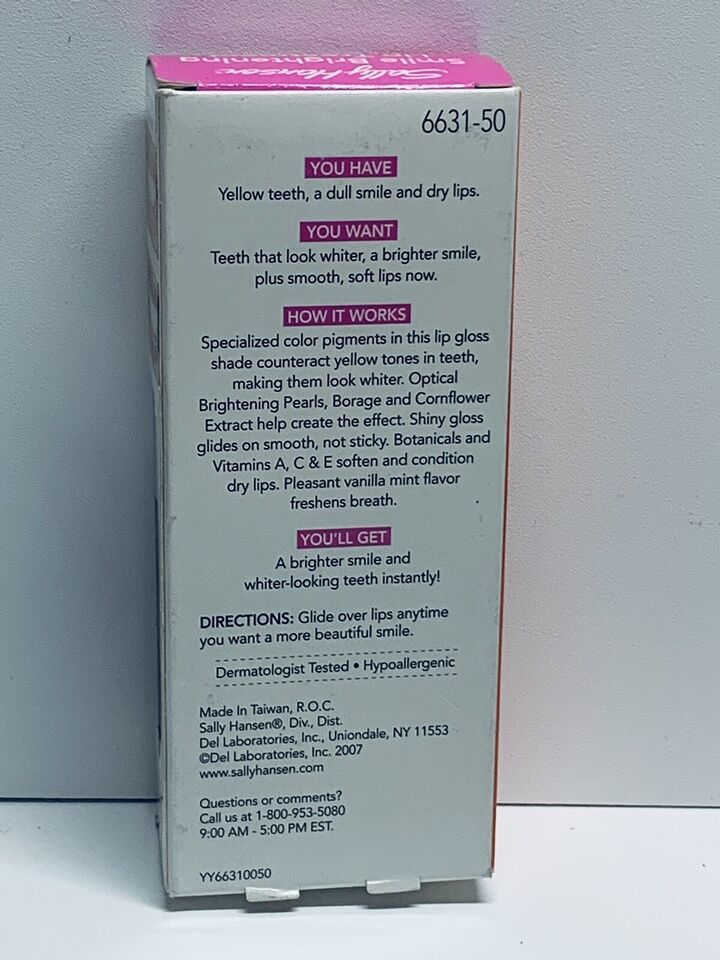 Smile Brightening
Sally Hansen
6631-50
YOU HAVE
Yellow teeth, a dull smile and dry lips.
YOU WANT
Teeth that look whiter, a brighter smile,
plus smooth, soft lips now.
HOW IT WORKS
Specialized color pigments in this lip gloss
shade counteract yellow tones in teeth,
making them look whiter. Optical
Brightening Pearls, Borage and Cornflower
Extract help create the effect. Shiny gloss
glides on smooth, not sticky. Botanicals and
Vitamins A, C & E soften and condition
dry lips. Pleasant vanilla mint flavor
freshens breath.
YOU'LL GET
A brighter smile and
whiter-looking teeth instantly!
DIRECTIONS: Glide over lips anytime
you want a more beautiful smile.
Dermatologist Tested • Hypoallergenic
Made In Taiwan, R.O.C.
Sally Hansen®, Div., Dist.
Del Laboratories, Inc., Uniondale, NY 11553
©Del Laboratories, Inc. 2007
www.sallyhansen.com
Questions or comments?
Call us at 1-800-953-5080
9:00 AM - 5:00 PM EST.
YY66310050